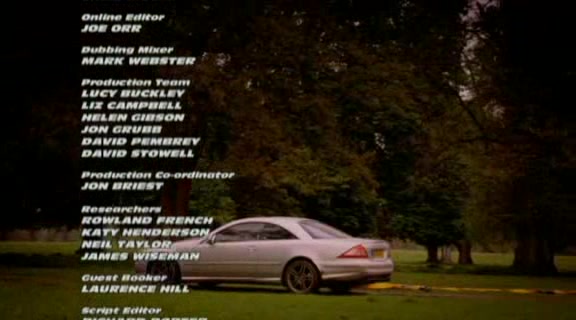 Online Editor
JOE ORR
Dubbing Mixer
MARK WEBSTER
Production Team
LUCY BUCKLEY
LIZ CAMPBELL
HELEN GIBSON
JON GRUBB
DAVID PEMBREY
DAVID STOWELL
Production Co-ordinator
JON BRIEST
Researchers
ROWLAND FRENCH
KATY HENDERSON
NEIL TAYLOR
JAMES WISEMAN
Guest Booker
LAURENCE HILL
Script Editor
RICHARD PORTER